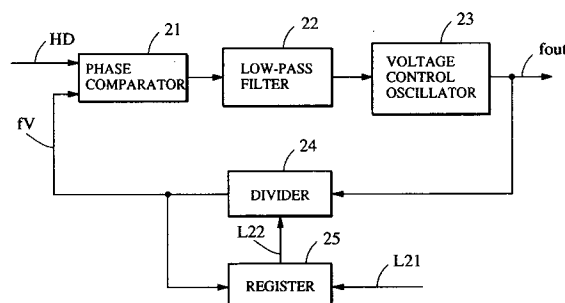 HD
21
PHASE
COMPARATOR
22
LOW-PASS
FILTER
23
VOLTAGE
CONTROL
OSCILLATOR
fout
fV
24
DIVIDER
L22
25
REGISTER
L21